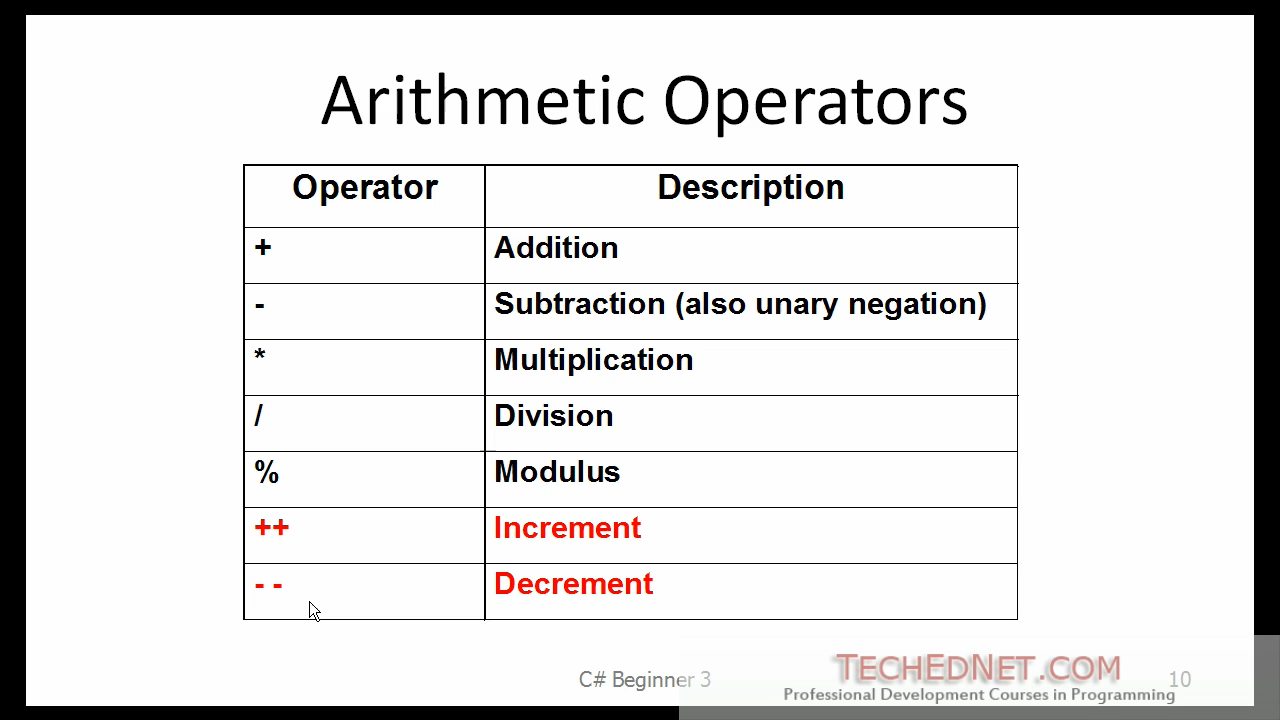 Arithmetic Operators
Operator Description
+ Addition
- Subtraction (also unary negation)
* Multiplication
/ Division
% Modulus
++ Increment
- - Decrement
C# Beginner 3
TECHEDNET.COM
10
Professional Development Courses in Programming